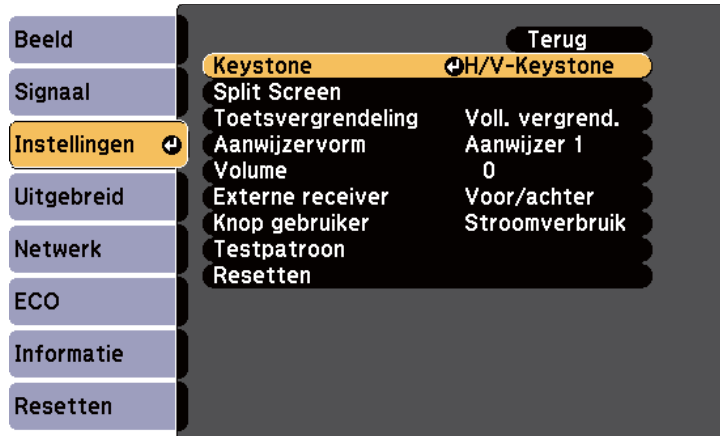 Beeld
Signaal
Instellingen
Uitgebreid
Netwerk
ECO
Informatie
Resetten
Terug
Keystone H/V-Keystone
Split Screen
Toetsvergrendeling Voll. vergrend.
Aanwijzervorm Aanwijzer 1
Volume 0
Externe receiver Voor/achter
Knop gebruiker Stroomverbruik
Testpatroon
Resetten